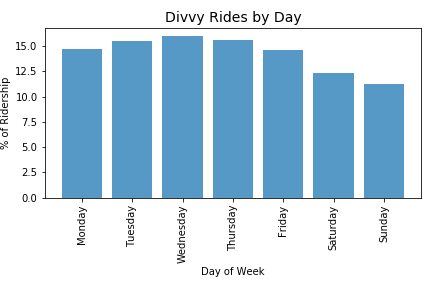 Divvy Rides by Day
% of Ridership
15.0
12.5
10.0
7.5
5.0
2.5
0.0
Monday
Tuesday
Wednesday
Thursday
Friday
Saturday
Sunday
Day of Week